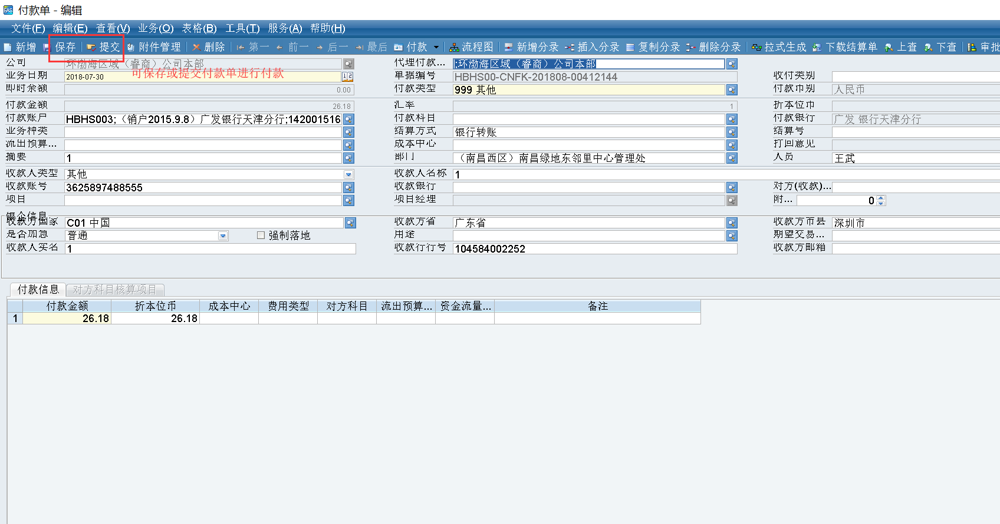 付款单 - 编辑
文件(F) 编辑(E) 查看(V) 业务(O) 表格(B) 工具(T) 服务(A) 帮助(H)
新增 保存 提交 附件管理 删除 第一 前一 后一 最后 付款 流程图 新增分录 插入分录 复制分录 删除分录 拉式生成 下载结算单 上查 下查 审批
公司 环渤海区域（睿商）公司本部 代理付款... ;环渤海区域（睿商）公司本部
可保存或提交付款单进行付款
业务日期 2018-07-30 单据编号 HBHS00-CNFK-201808-00412144 收付类别
即时余额 0.00 付款类型 999 其他 付款币别 人民币
付款金额 26.18 汇率 1 折本位币
付款账户 HBHS003;（销户2015.9.8）广发银行天津分行;142001516 付款科目 付款银行 广发 银行天津分行
业务种类 结算方式 银行转账 结算号
流出预算... 成本中心 打回意见
摘要 1 部门 （南昌西区）南昌绿地东邻里中心管理处 人员 王武
收款人类型 其他 收款人名称 1
收款账号 3625897488555 收款银行 对方(收款)...
项目 项目经理 附... 0
银企信息
收款方国家 C01 中国 收款方省 广东省 收款方市县 深圳市
是否加急 普通 强制落地 用途 期望交易...
收款人实名 1 收款行行号 104584002252 收款方邮箱
付款信息 对方科目核算项目
付款金额 折本位币 成本中心 费用类型 对方科目 流出预算... 资金流量... 备注
1 26.18 26.18